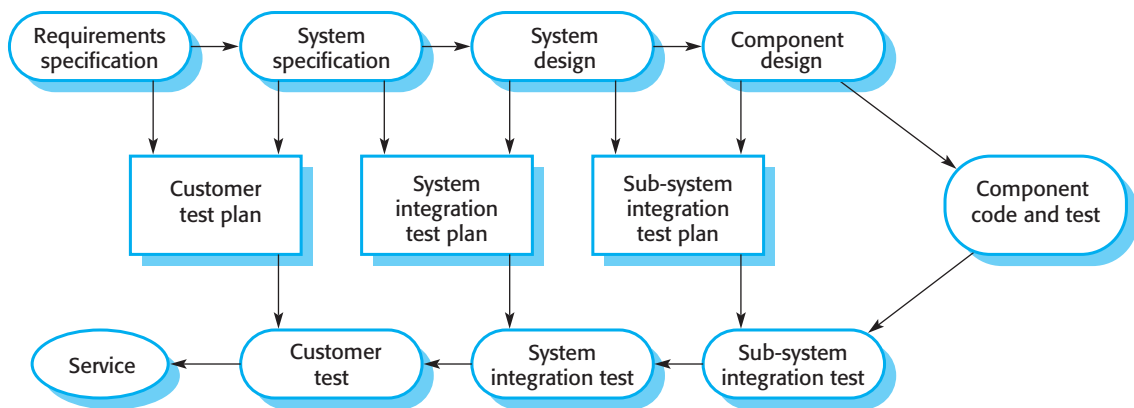 Requirements
specification
System
specification
System
design
Component
design
Customer
test plan
System
integration
test plan
Sub-system
integration
test plan
Component
code and test
Service
Customer
test
System
integration test
Sub-system
integration test